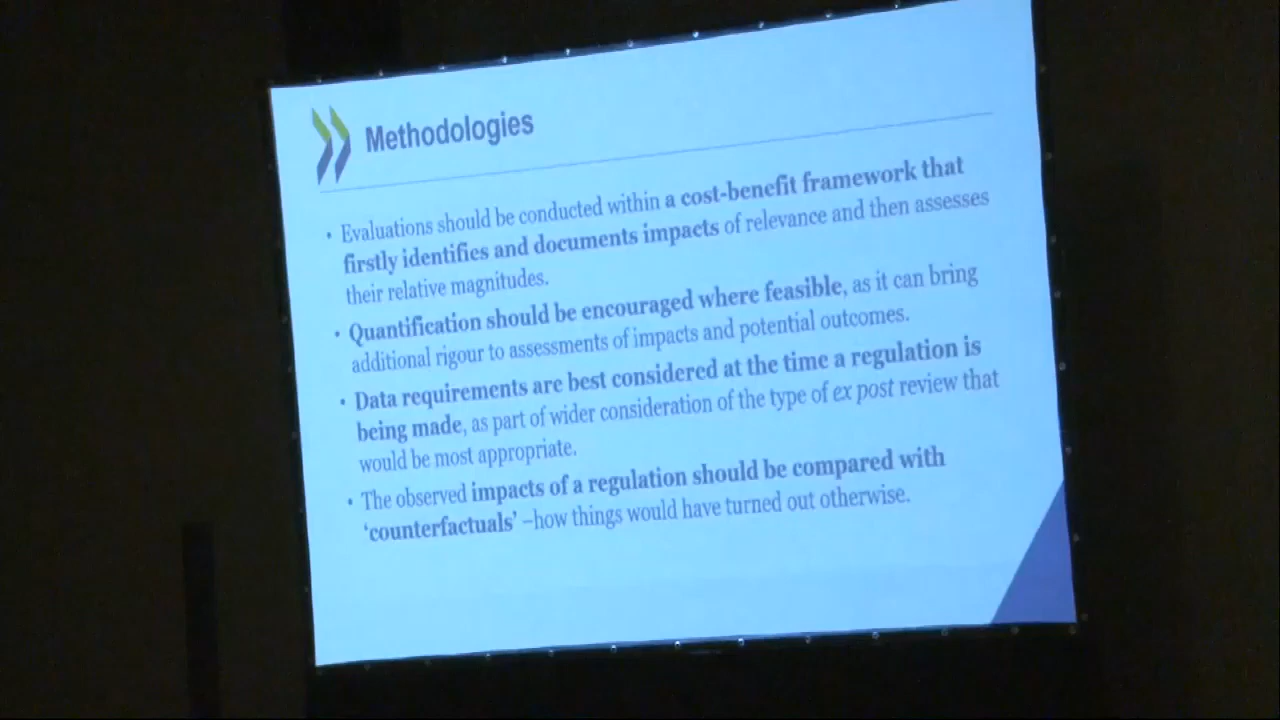 Methodologies
• Evaluations should be conducted within a cost-benefit framework that
firstly identifies and documents impacts of relevance and then assesses
their relative magnitudes.
• Quantification should be encouraged where feasible, as it can bring
additional rigour to assessments of impacts and potential outcomes.
• Data requirements are best considered at the time a regulation is
being made, as part of wider consideration of the type of ex post review that
would be most appropriate.
• The observed impacts of a regulation should be compared with
‘counterfactuals’ –how things would have turned out otherwise.